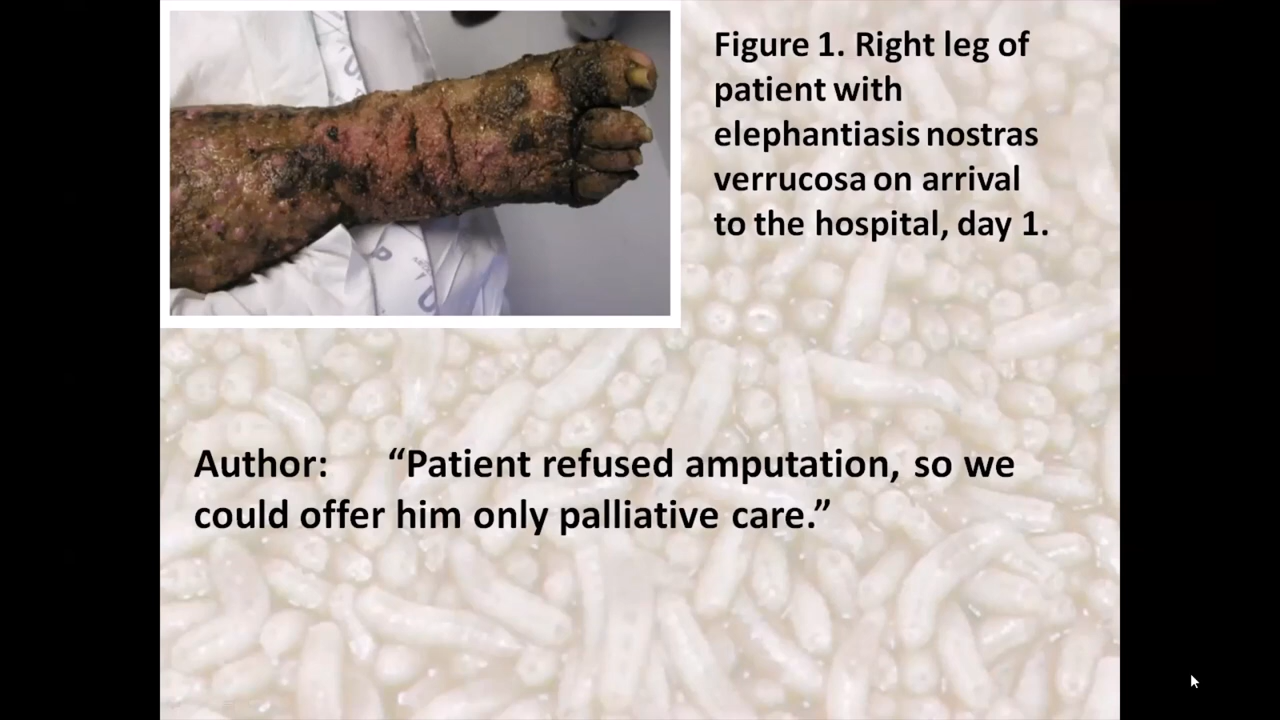 Figure 1. Right leg of
patient with
elephantiasis nostras
verrucosa on arrival
to the hospital, day 1.
Author: “Patient refused amputation, so we
could offer him only palliative care.”